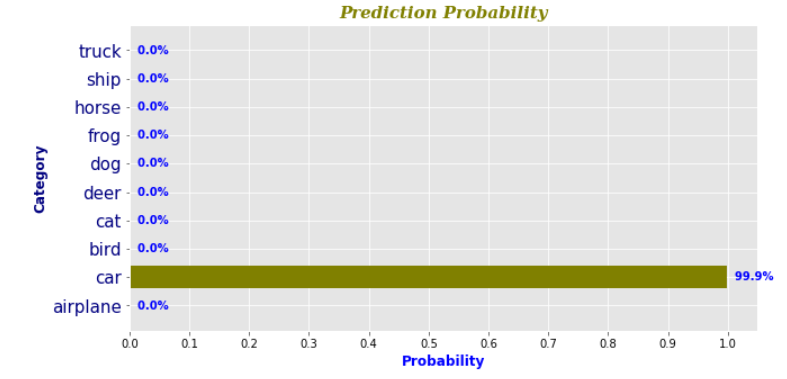 Prediction Probability
Category
truck 0.0%
ship 0.0%
horse 0.0%
frog 0.0%
dog 0.0%
deer 0.0%
cat 0.0%
bird 0.0%
car 99.9%
airplane 0.0%
0.0 0.1 0.2 0.3 0.4 0.5 0.6 0.7 0.8 0.9 1.0
Probability